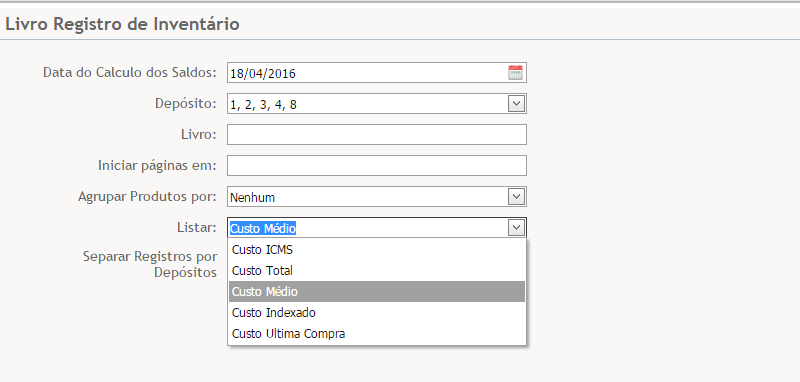 Livro Registro de Inventário
Data do Calculo dos Saldos: 18/04/2016
Depósito: 1, 2, 3, 4, 8
Livro:
Iniciar páginas em:
Agrupar Produtos por: Nenhum
Listar: Custo Médio
Custo ICMS
Custo Total
Custo Médio
Custo Indexado
Custo Ultima Compra
Separar Registros por
Depósitos